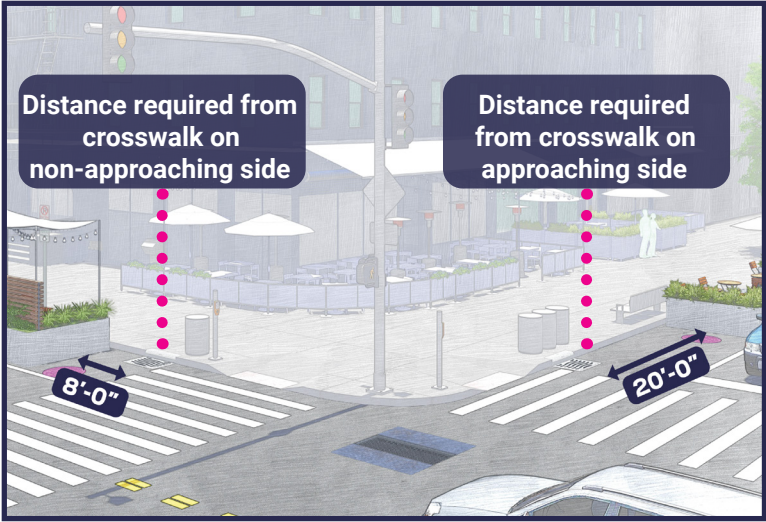 Distance required from
crosswalk on
non-approaching side
Distance required
from crosswalk on
approaching side
8’-0”
20’-0”